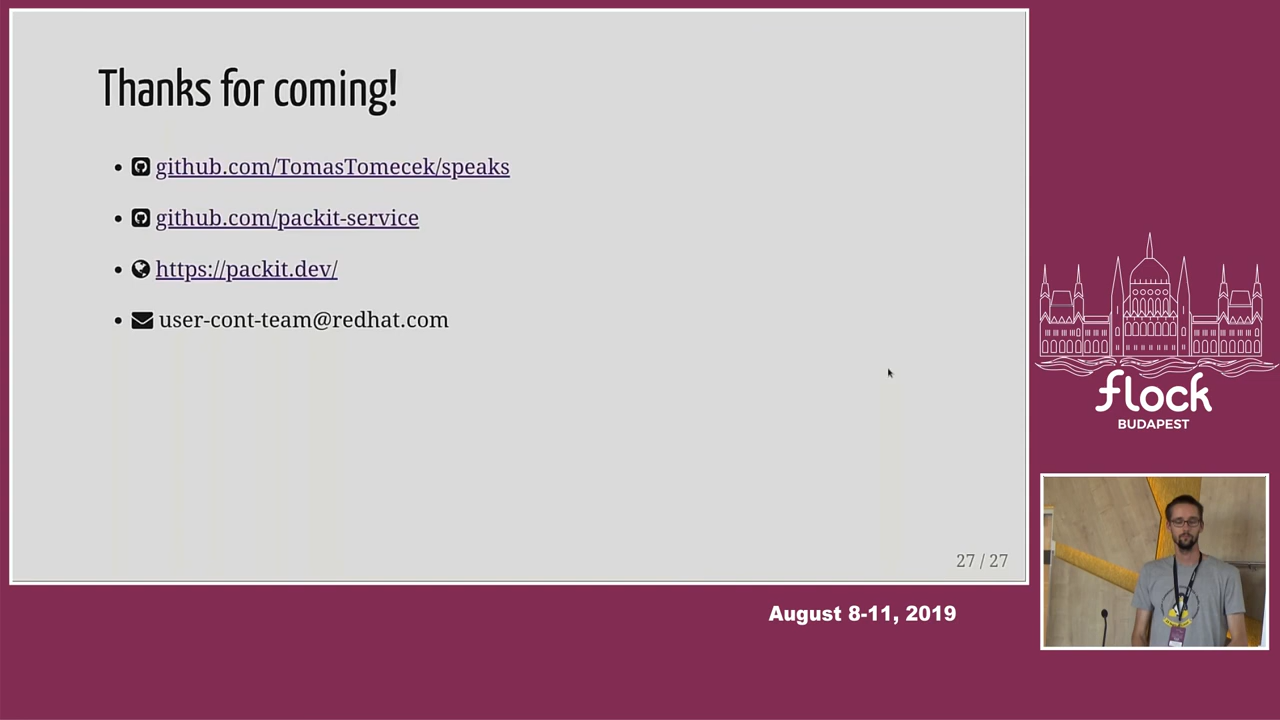 Thanks for coming!
github.com/TomasTomecek/speaks
github.com/packit-service
https://packit.dev/
user-cont-team@redhat.com
27 / 27
flock
BUDAPEST
August 8-11, 2019